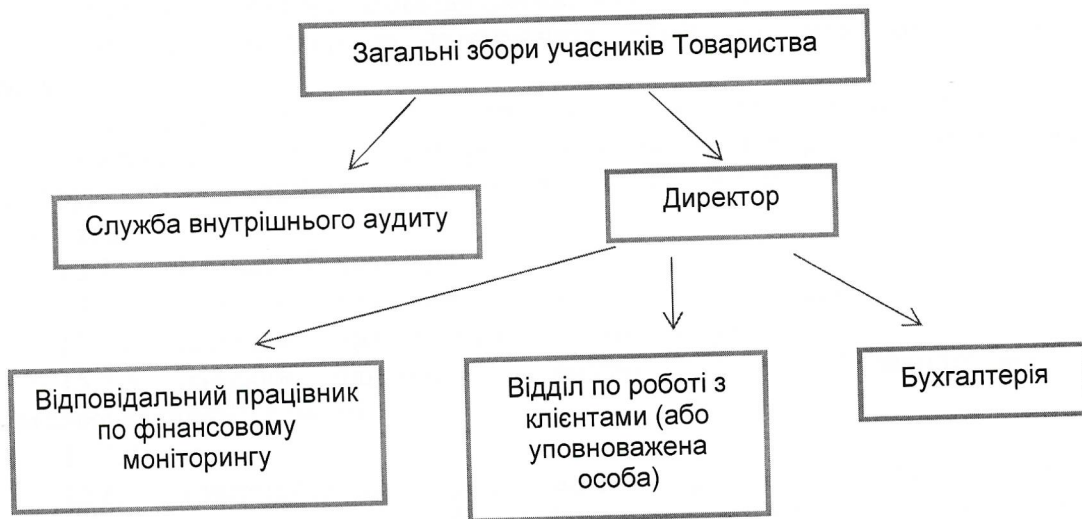 Загальні збори учасників Товариства
Служба внутрішнього аудиту
Директор
Відповідальний працівник
по фінансовому
моніторингу
Відділ по роботі з
клієнтами (або
уповноважена
особа)
Бухгалтерія